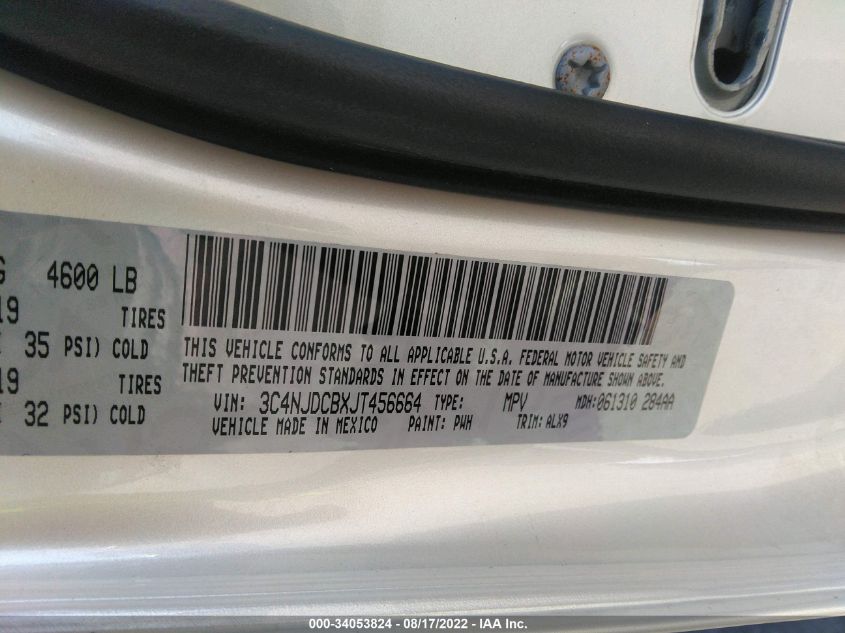 G 4600 LB
19 TIRES
35 PSI) COLD
19 TIRES
32 PSI) COLD
THIS VEHICLE CONFORMS TO ALL APPLICABLE U.S.A. FEDERAL MOTOR VEHICLE SAFETY AND
THEFT PREVENTION STANDARDS IN EFFECT ON THE DATE OF MANUFACTURE SHOWN ABOVE.
VIN: 3C4NJDCBXJT456664 TYPE: MPV MDH:061310 284AA
VEHICLE MADE IN MEXICO PAINT: PWH TRIM: ALX9
000-34053824 - 08/17/2022 - IAA Inc.